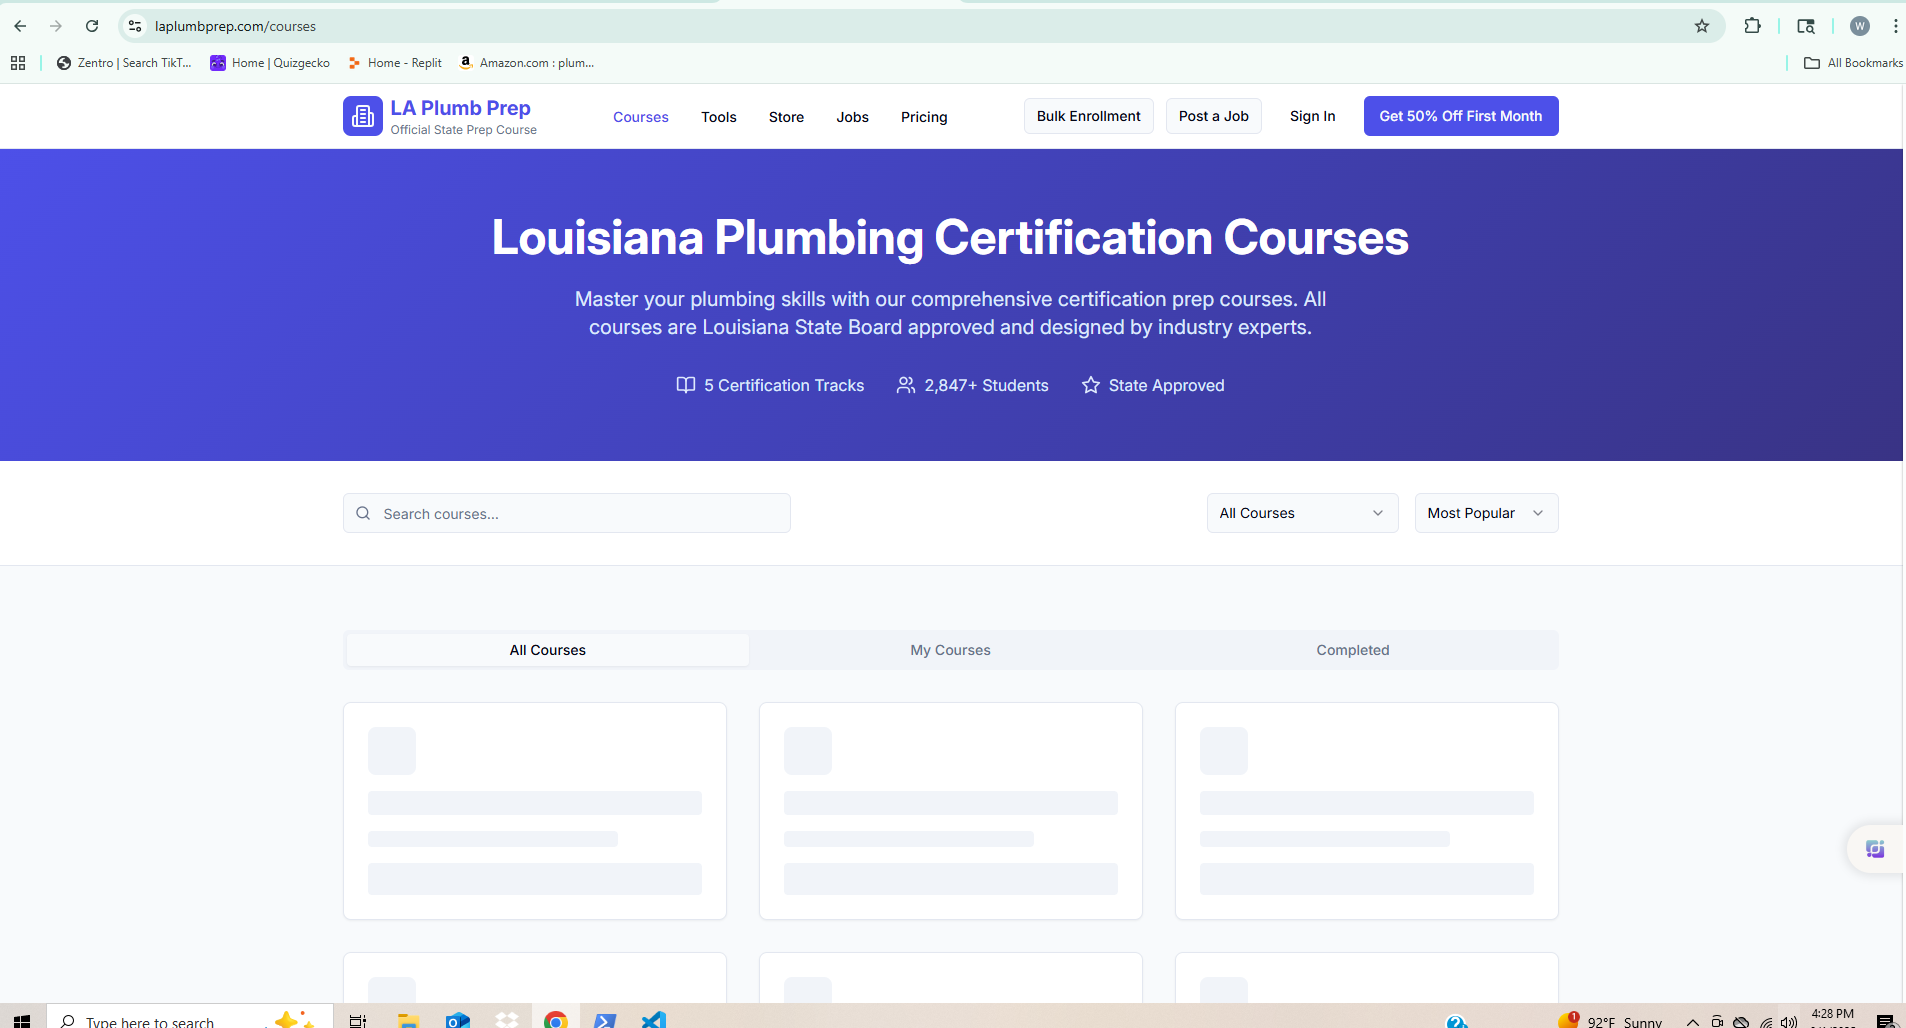 laplumbprep.com/courses
W
Zentro | Search TikT...
Home | Quizgecko
Home - Replit
Amazon.com : plum...
All Bookmarks
LA Plumb Prep
Official State Prep Course
Courses
Tools
Store
Jobs
Pricing
Bulk Enrollment
Post a Job
Sign In
Get 50% Off First Month
Louisiana Plumbing Certification Courses
Master your plumbing skills with our comprehensive certification prep courses. All
courses are Louisiana State Board approved and designed by industry experts.
5 Certification Tracks
2,847+ Students
State Approved
Search courses...
All Courses
Most Popular
All Courses
My Courses
Completed
Type here to search
1
92°F Sunny
4:28 PM